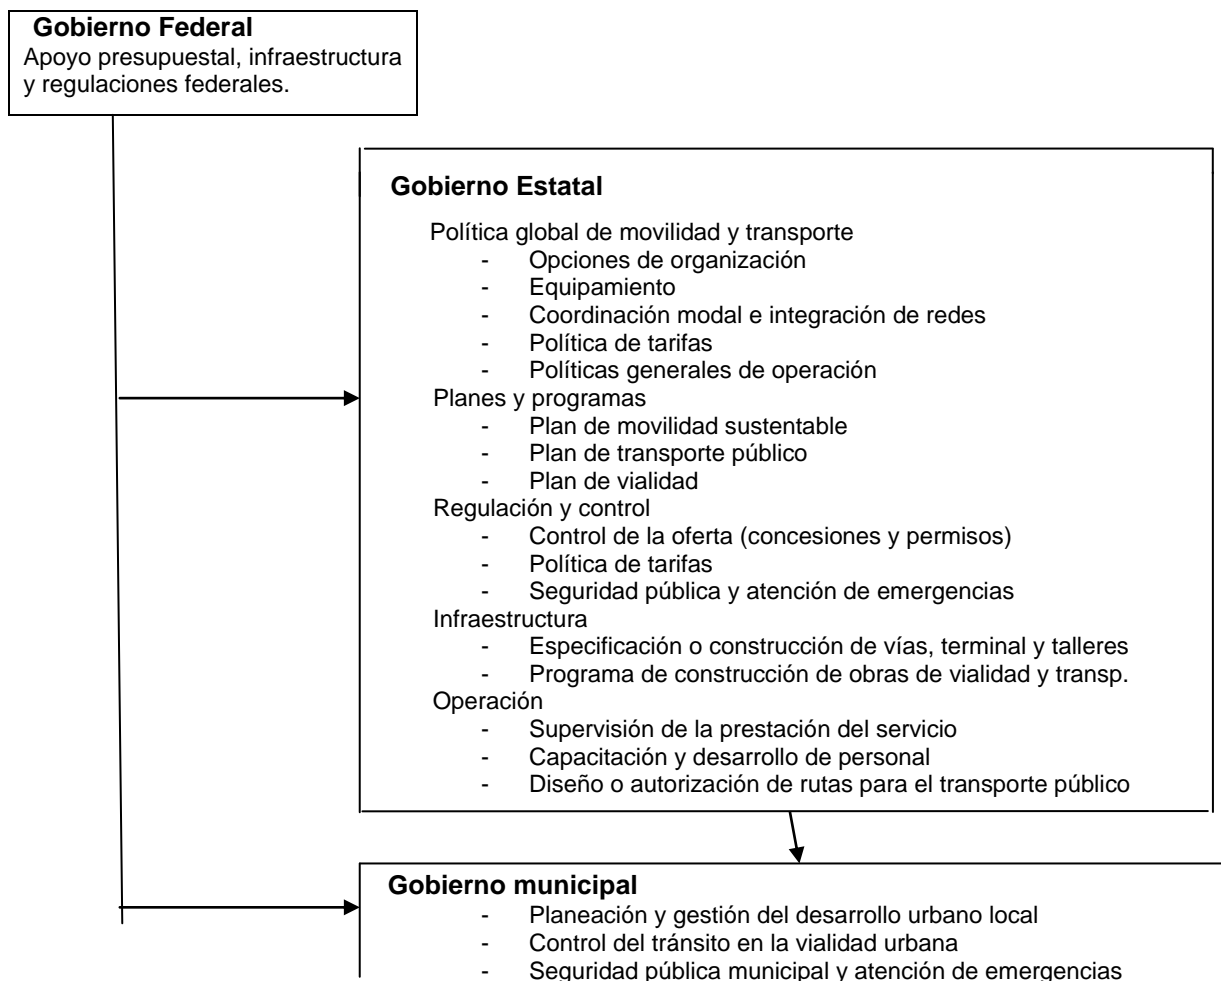 Gobierno Federal
Apoyo presupuestal, infraestructura
y regulaciones federales.
Gobierno Estatal
Política global de movilidad y transporte
- Opciones de organización
- Equipamiento
- Coordinación modal e integración de redes
- Política de tarifas
- Políticas generales de operación
Planes y programas
- Plan de movilidad sustentable
- Plan de transporte público
- Plan de vialidad
Regulación y control
- Control de la oferta (concesiones y permisos)
- Política de tarifas
- Seguridad pública y atención de emergencias
Infraestructura
- Especificación o construcción de vías, terminal y talleres
- Programa de construcción de obras de vialidad y transp.
Operación
- Supervisión de la prestación del servicio
- Capacitación y desarrollo de personal
- Diseño o autorización de rutas para el transporte público
Gobierno municipal
- Planeación y gestión del desarrollo urbano local
- Control del tránsito en la vialidad urbana
- Seguridad pública municipal y atención de emergencias